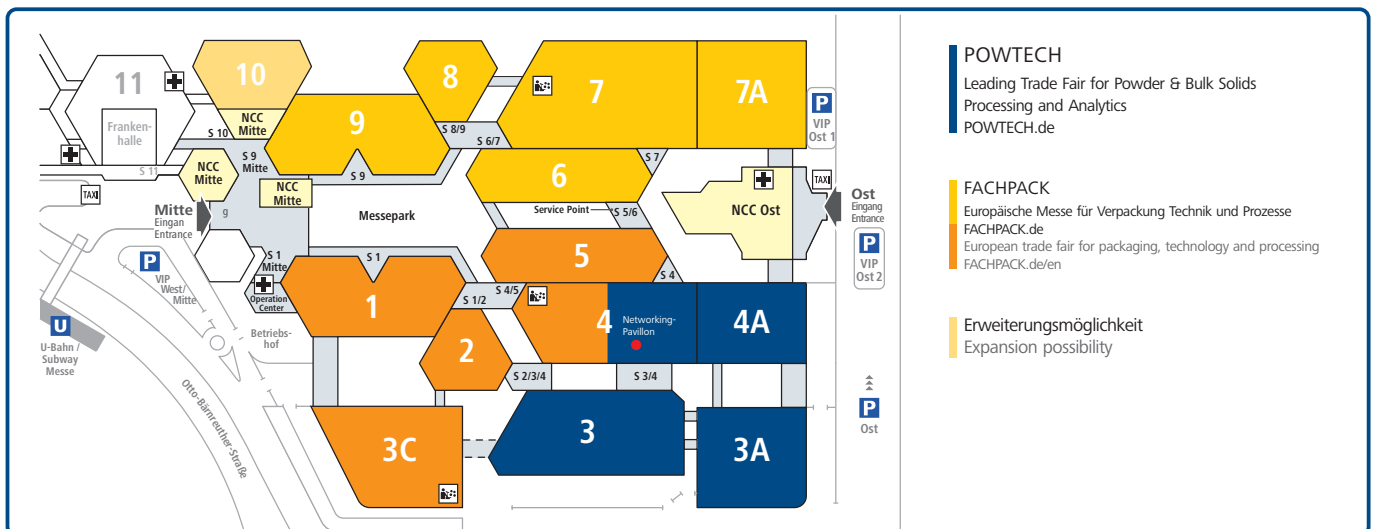 11
Franken-
halle
S 11
10
NCC
Mitte
S 10
S 9
Mitte
NCC
Mitte
NCC
Mitte
9
S 9
8
S 8/9
S 6/7
7
7A
P
VIP
Ost 1
6
S 7
Service Point
S 5/6
NCC Ost
TAXI
Ost
Eingang
Entrance
P
VIP
Ost 2
TAXI
Mitte
Eingan
Entrance
g
Messepark
S 1
Mitte
Operation
Center
P
VIP
West/
Mitte
U
U-Bahn /
Subway
Messe
Betriebs-
hof
Otto-Bärnreuther-Straße
S 1
1
S 1/2
S 4/5
5
S 4
2
4
Networking-
Pavillon
4A
S 2/3/4
S 3/4
3C
3
3A
P
Ost
POWTECH
Leading Trade Fair for Powder & Bulk Solids
Processing and Analytics
POWTECH.de
FACHPACK
Europäische Messe für Verpackung Technik und Prozesse
FACHPACK.de
European trade fair for packaging, technology and processing
FACHPACK.de/en
Erweiterungsmöglichkeit
Expansion possibility